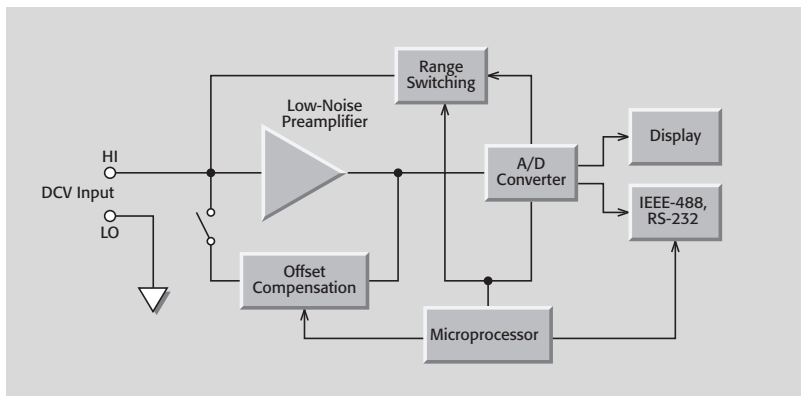 Range
Switching
Low-Noise
Preamplifier
HI
DCV Input
LO
A/D
Converter
Display
IEEE-488,
RS-232
Offset
Compensation
Microprocessor